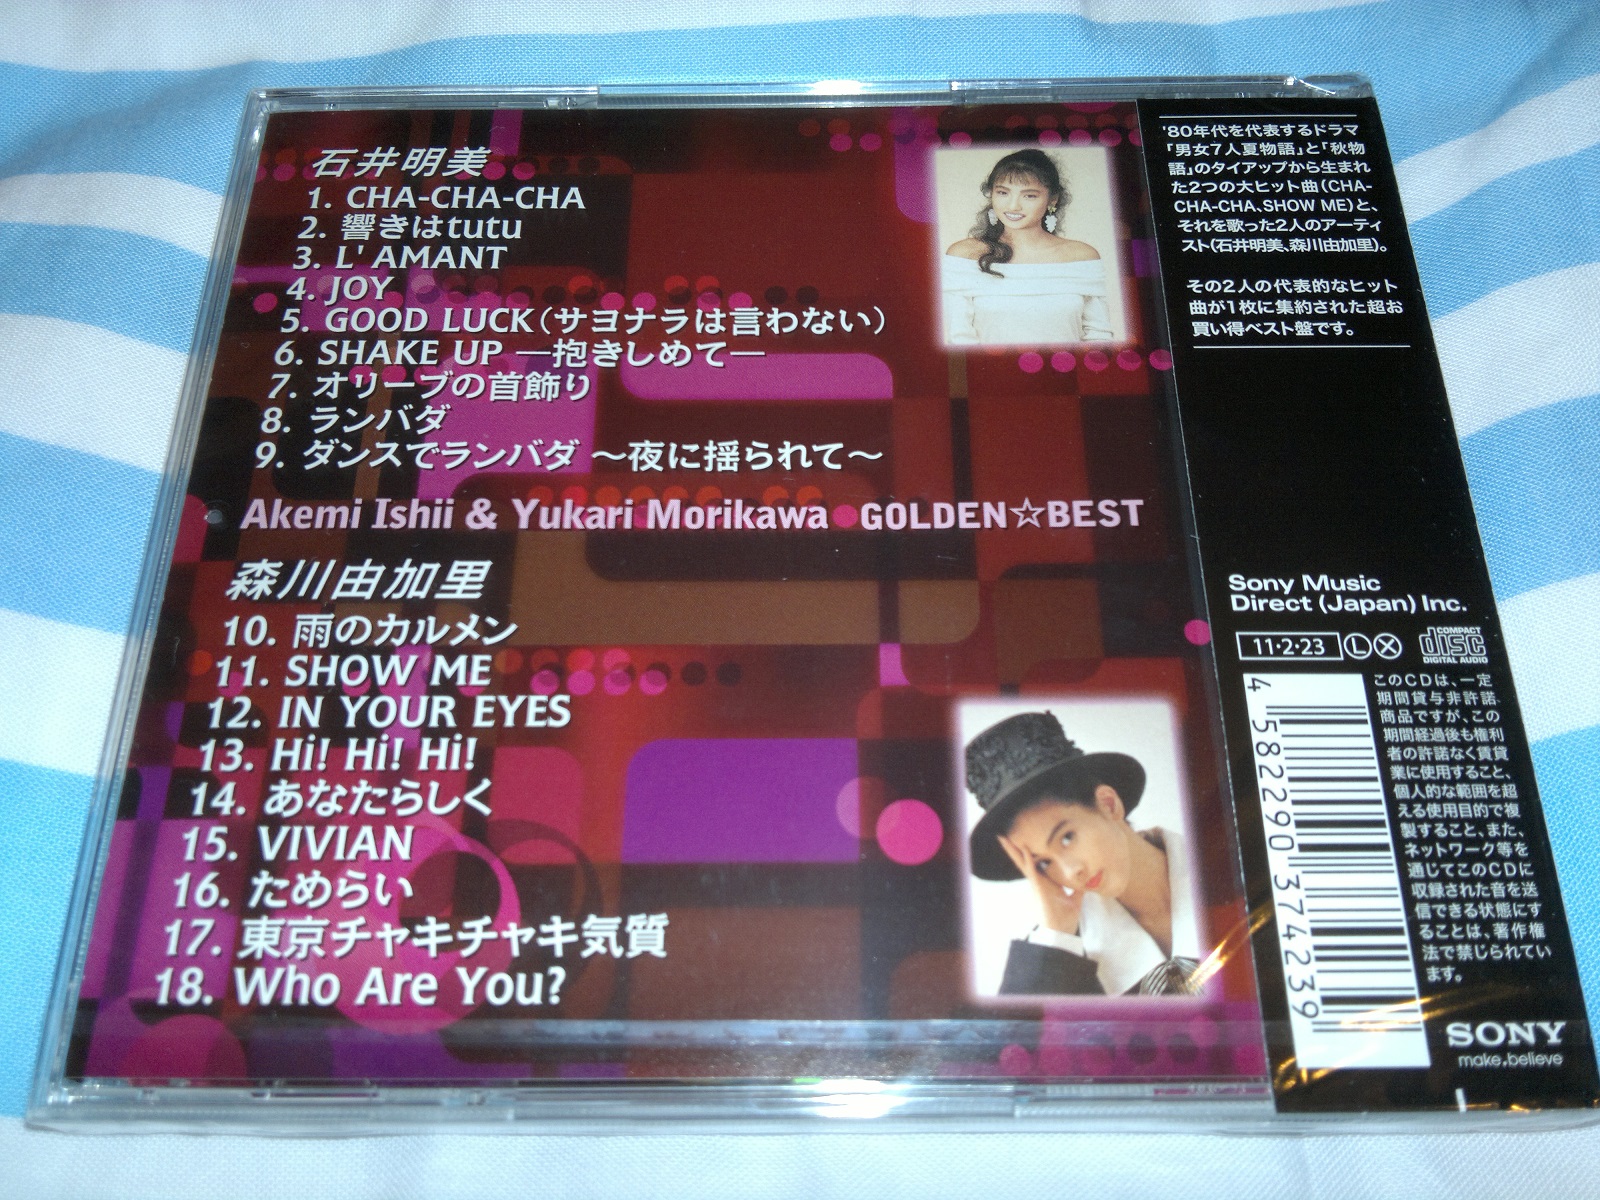 石井明美
1. CHA-CHA-CHA
2. 響きはtutu
3. L' AMANT
4. JOY
5. GOOD LUCK（サヨナラは言わない）
6. SHAKE UP —抱きしめて—
7. オリーブの首飾り
8. ランバダ
9. ダンスでランバダ 〜夜に揺られて〜
Akemi Ishii & Yukari Morikawa GOLDEN☆BEST
森川由加里
10. 雨のカルメン
11. SHOW ME
12. IN YOUR EYES
13. Hi! Hi! Hi!
14. あなたらしく
15. VIVIAN
16. ためらい
17. 東京チャキチャキ気質
18. Who Are You?
'80年代を代表するドラマ
「男女7人夏物語」と「秋物
語」のタイアップから生まれ
た2つの大ヒット曲（CHA-
CHA-CHA、SHOW ME）と、
それを歌った2人のアーティ
スト（石井明美、森川由加里）。
その2人の代表的なヒット
曲が1枚に集約された超お
買い得ベスト盤です。
Sony Music
Direct (Japan) Inc.
11·2·23 L X
COMPACT
disc
DIGITAL AUDIO
このCDは、一定
期間貸与非許諾
商品ですが、この
期間経過後も権利
者の許諾なく賃貸
業に使用すること、
個人的な範囲を超
える使用目的で複
製すること、また、
ネットワーク等を
通じてこのCDに
収録された音を送
信できる状態にす
ることは、著作権
法で禁じられてい
ます。
4 582290 374239
SONY
make.believe